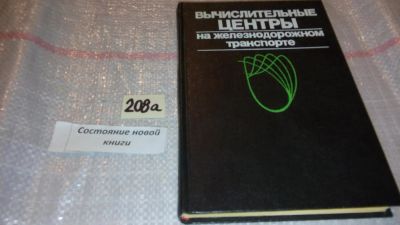 ВЫЧИСЛИТЕЛЬНЫЕ
ЦЕНТРЫ
на железнодорожном
транспорте
208а
Состояние новой
книги